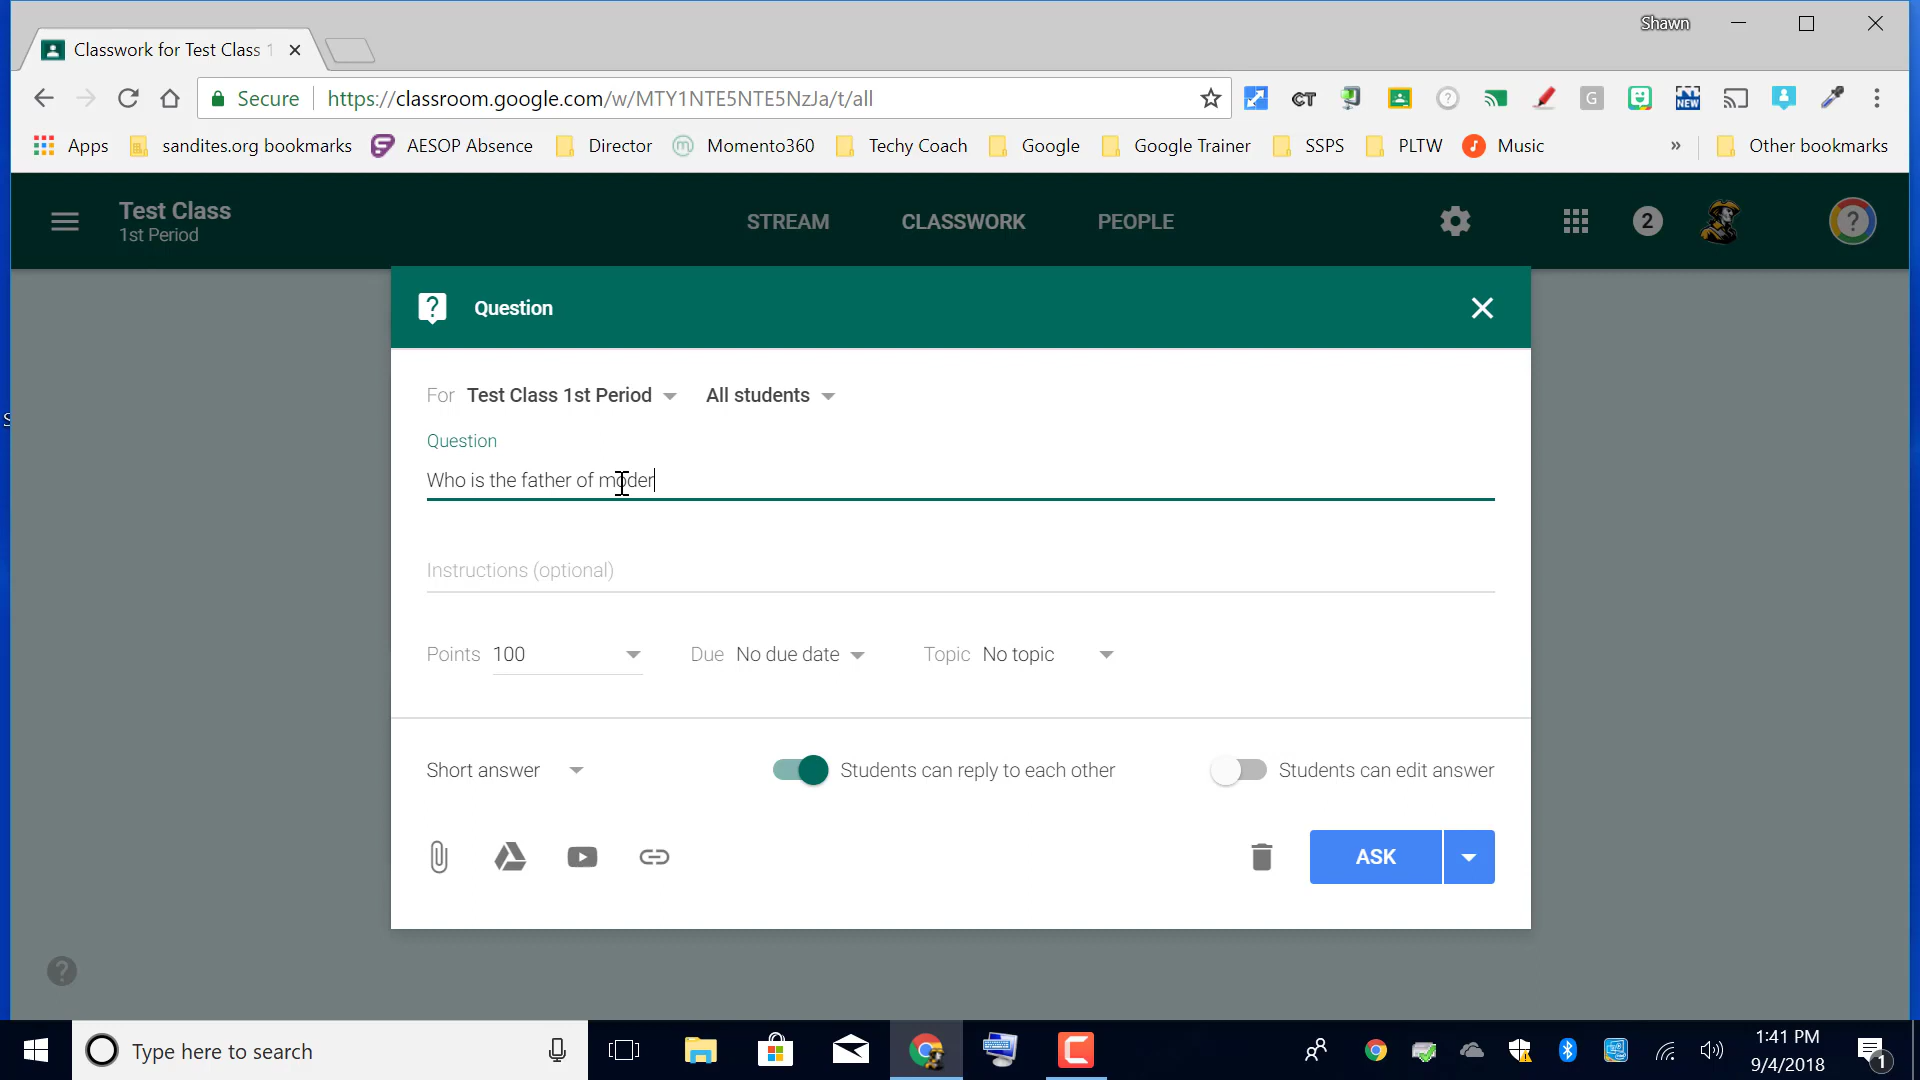 Shawn
Classwork for Test Class 1
Secure https://classroom.google.com/w/MTY1NTE5NTE5NzJa/t/all
CT G NEW
Apps sandites.org bookmarks AESOP Absence Director Momento360 Techy Coach Google Google Trainer SSPS PLTW Music » Other bookmarks
Test Class
1st Period
STREAM CLASSWORK PEOPLE
2
Question
For Test Class 1st Period All students
Question
Who is the father of moder
Instructions (optional)
Points 100 Due No due date Topic No topic
Short answer Students can reply to each other Students can edit answer
ASK
Type here to search
1:41 PM
9/4/2018
1